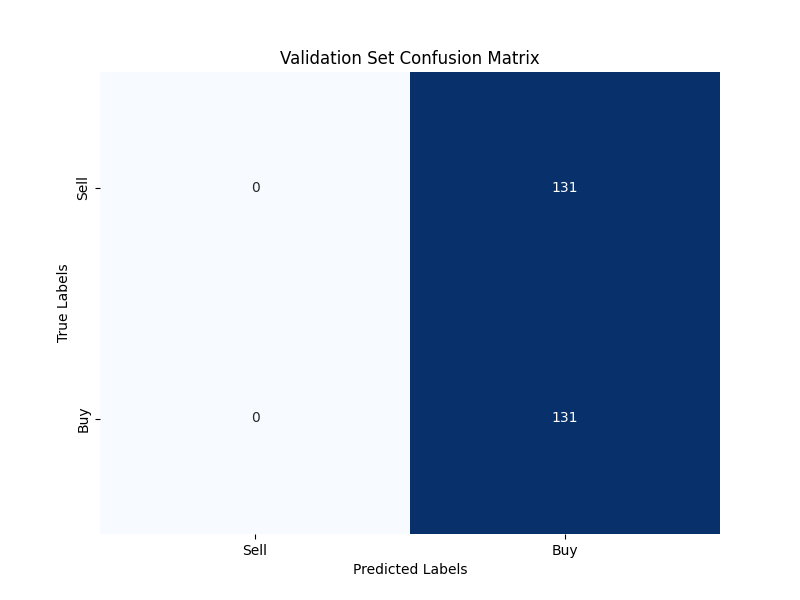 Validation Set Confusion Matrix
True Labels
Sell
0
131
Buy
0
131
Sell
Buy
Predicted Labels